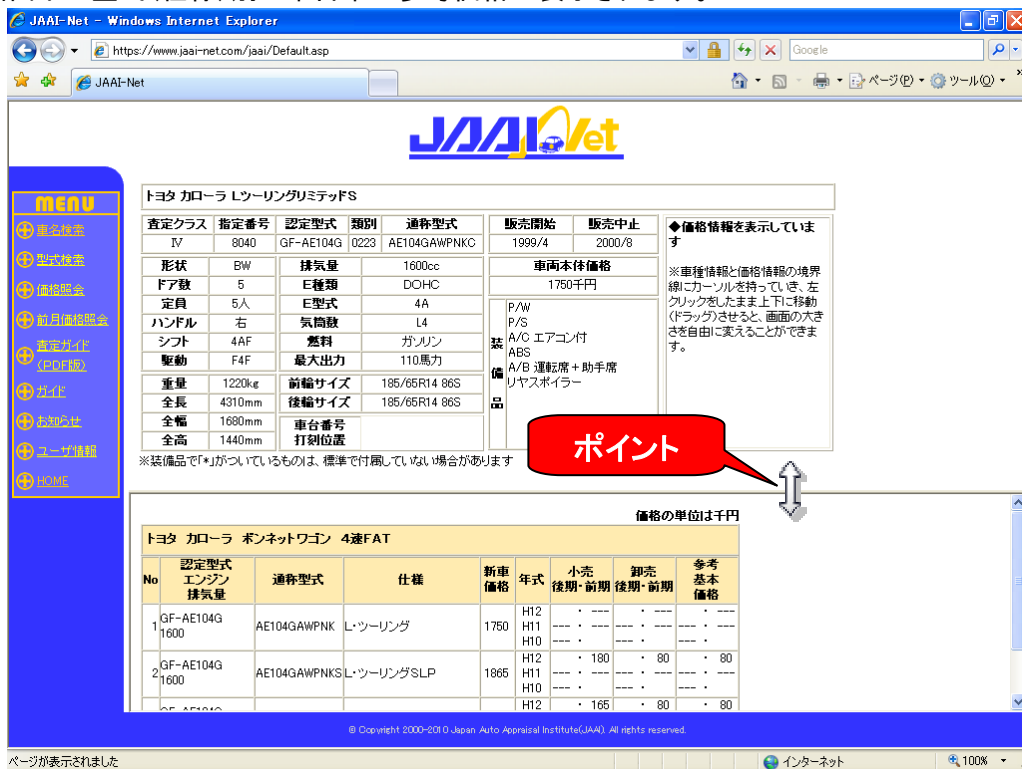 JAAI-Net - Windows Internet Explorer
https://www.jaai-net.com/jaai/Default.asp
Google
JAAI-Net
ページ(P)
ツール(O)
JAAI Net
MENU
車名検索
型式検索
価格照会
前月価格照会
査定ガイド
(PDF版)
ガイド
お知らせ
ユーザ情報
HOME
トヨタ カローラ Lツーリングリミテッド S
査定クラス 指定番号 認定型式 類別 通称型式
Ⅳ 8040 GF-AE104G 0223 AE104GAWPNKC
形状 BW 排気量 1600cc
ドア数 5 E種類 DOHC
定員 5人 E型式 4A
ハンドル 右 気筒数 L4
シフト 4AF 燃料 ガソリン
駆動 F4F 最大出力 110馬力
重量 1220kg 前輪サイズ 185/65R14 86S
全長 4310mm 後輪サイズ 185/65R14 86S
全幅 1680mm 車台番号
全高 1440mm 打刻位置
販売開始 販売中止
1999/4 2000/8
車両本体価格
1750千円
装備品
P/W
P/S
A/C エアコン付
ABS
A/B 運転席+助手席
リヤスポイラー
◆価格情報を表示しています
※車種情報と価格情報の境界
線にカーソルを持っていき、左
クリックをしたまま上下に移動
(ドラッグ)させると、画面の大き
さを自由に変えることができま
す。
※装備品で「*」がついているものは、標準で付属していない場合があります
ポイント
価格の単位は千円
トヨタ カローラ ボンネットワゴン 4速FAT
No 認定型式 エンジン 排気量 通称型式 仕様 新車価格 年式 小売 後期・前期 卸売 後期・前期 参考基本価格
1 GF-AE104G 1600 AE104GAWPNK L・ツーリング 1750
H12 ・ --- ・ --- ・ ---
H11 --- ・ --- --- ・ --- --- ・ ---
H10 --- ・ --- ・ --- ・
2 GF-AE104G 1600 AE104GAWPNKS L・ツーリングSLP 1865
H12 ・ 180 ・ 80 ・ 80
H11 --- ・ --- --- ・ --- --- ・ ---
H10 --- ・ --- ・ --- ・
H12 ・ 165 ・ 80 ・ 80
© Copyright 2000-2010 Japan Auto Appraisal Institute(JAAI). All rights reserved.
ページが表示されました
インターネット
100%